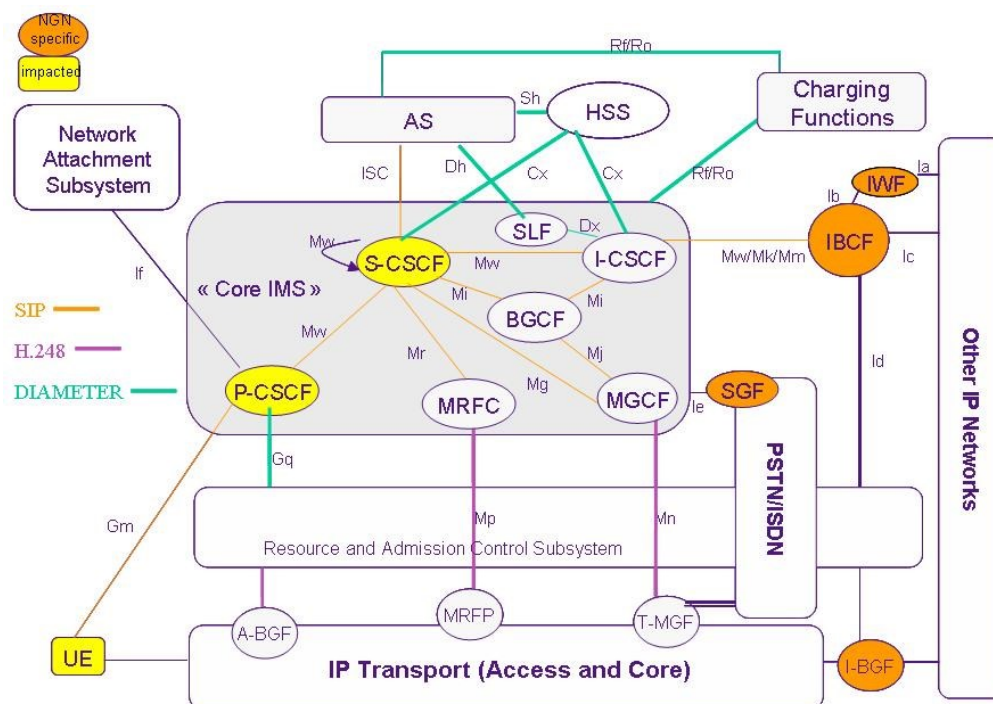 NGN
specific
impacted
Rf/Ro
Network
Attachment
Subsystem
AS
Sh
HSS
Charging
Functions
ISC
Dh
Cx
Cx
Rf/Ro
Ia
IWF
Ib
IBCF
Ic
SLF
Dx
Mw
S-CSCF
Mw
I-CSCF
Mw/Mk/Mm
If
« Core IMS »
Mi
Mi
BGCF
SIP
H.248
DIAMETER
Mw
Mr
Mg
Mj
Id
P-CSCF
MRFC
MGCF
Ie
SGF
Other IP Networks
PSTN/ISDN
Gq
Gm
Mp
Mn
Resource and Admission Control Subsystem
A-BGF
MRFP
T-MGF
UE
IP Transport (Access and Core)
I-BGF